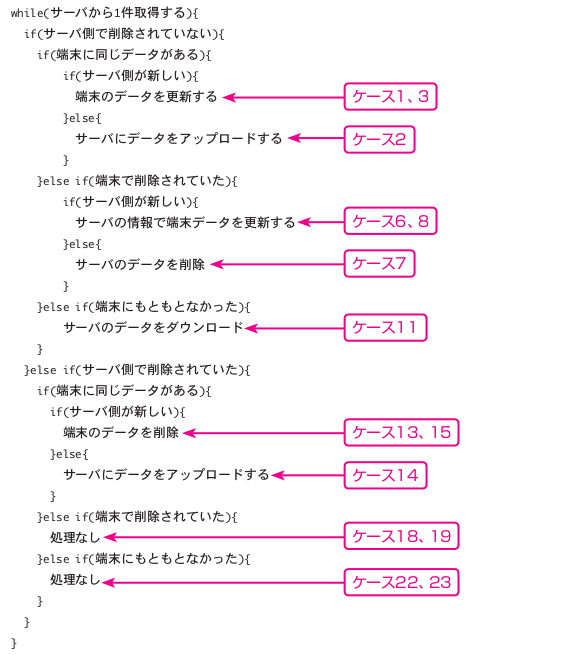 while(サーバから1件取得する){
if(サーバ側で削除されていない){
if(端末に同じデータがある){
if(サーバ側が新しい){
端末のデータを更新する ケース1、3
}else{
サーバにデータをアップロードする ケース2
}
}else if(端末で削除されていた){
if(サーバ側が新しい){
サーバの情報で端末データを更新する ケース6、8
}else{
サーバのデータを削除 ケース7
}
}else if(端末にもともとなかった){
サーバのデータをダウンロード ケース11
}
}else if(サーバ側で削除されていた){
if(端末に同じデータがある){
if(サーバ側が新しい){
端末のデータを削除 ケース13、15
}else{
サーバにデータをアップロードする ケース14
}
}else if(端末で削除されていた){
処理なし ケース18、19
}else if(端末にもともとなかった){
処理なし ケース22、23
}
}
}